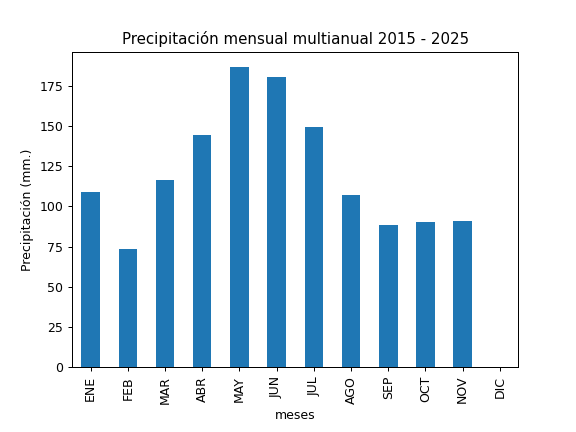 Precipitación mensual multianual 2015 - 2025
Precipitación (mm.)
175
150
125
100
75
50
25
0
ENE
FEB
MAR
ABR
MAY
JUN
JUL
AGO
SEP
OCT
NOV
DIC
meses